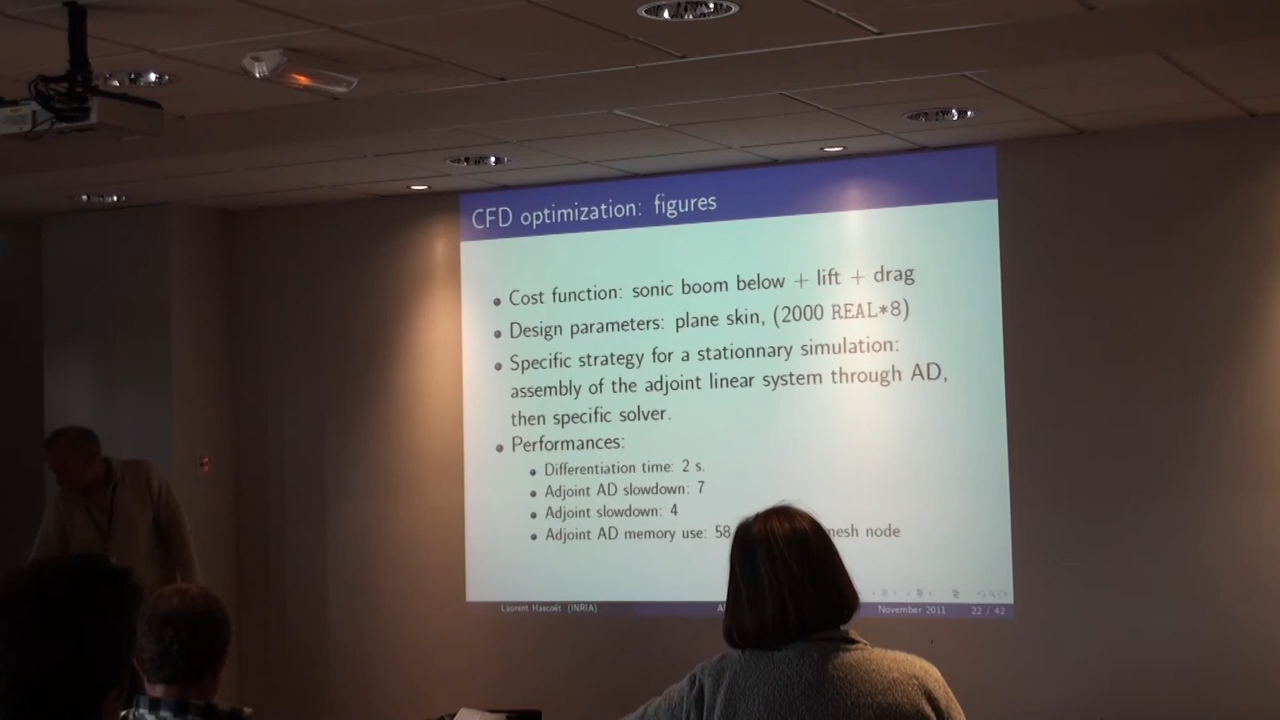 CFD optimization: figures
Cost function: sonic boom below + lift + drag
Design parameters: plane skin, (2000 REAL*8)
Specific strategy for a stationnary simulation:
assembly of the adjoint linear system through AD,
then specific solver.
Performances:
Differentiation time: 2 s.
Adjoint AD slowdown: 7
Adjoint slowdown: 4
Adjoint AD memory use: 58 mesh node
Laurent Hascoët (INRIA) November 2011 22 / 42